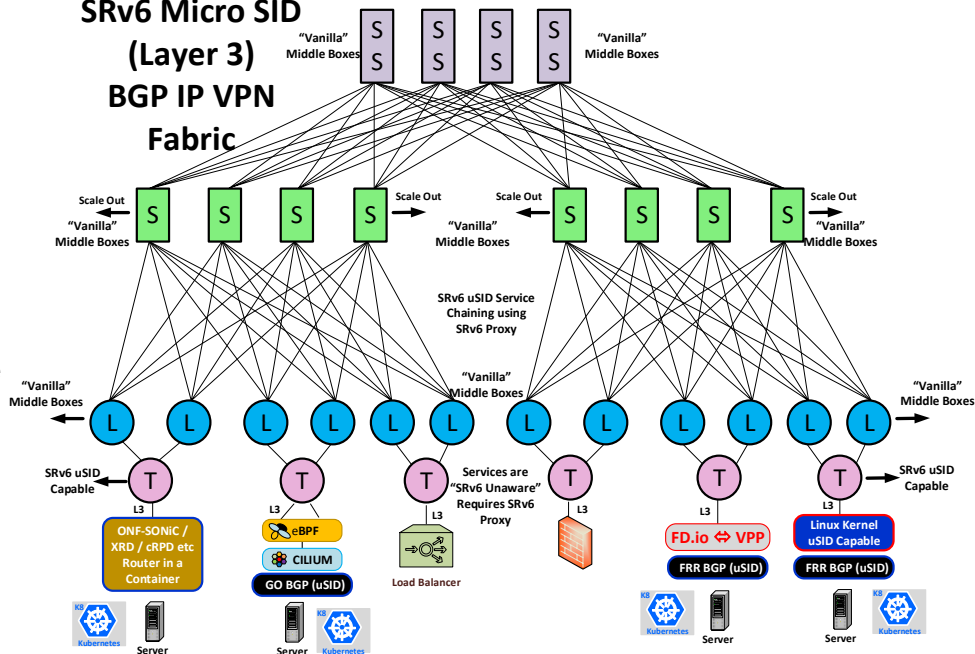 SRv6 Micro SID
(Layer 3)
BGP IP VPN
Fabric
"Vanilla"
Middle Boxes
S
S
S
S
S
S
S
S
"Vanilla"
Middle Boxes
Scale Out
"Vanilla"
Middle Boxes
S
S
S
S
Scale Out
Scale Out
"Vanilla"
Middle Boxes
S
S
S
S
Scale Out
"Vanilla"
Middle Boxes
SRv6 uSID Service
Chaining using
SRv6 Proxy
"Vanilla"
Middle Boxes
"Vanilla"
Middle Boxes
"Vanilla"
Middle Boxes
L
L
L
L
L
L
L
L
L
L
L
L
SRv6 uSID
Capable
T
T
T
Services are
"SRv6 Unaware"
Requires SRv6
Proxy
T
T
T
SRv6 uSID
Capable
L3
L3
L3
L3
L3
L3
ONF-SONiC /
XRD / cRPD etc
Router in a
Container
eBPF
CILIUM
GO BGP (uSID)
Load Balancer
FD.io ⇔ VPP
FRR BGP (uSID)
Linux Kernel
uSID Capable
FRR BGP (uSID)
K8
Kubernetes
Server
Server
K8
Kubernetes
K8
Kubernetes
Server
Server
K8
Kubernetes